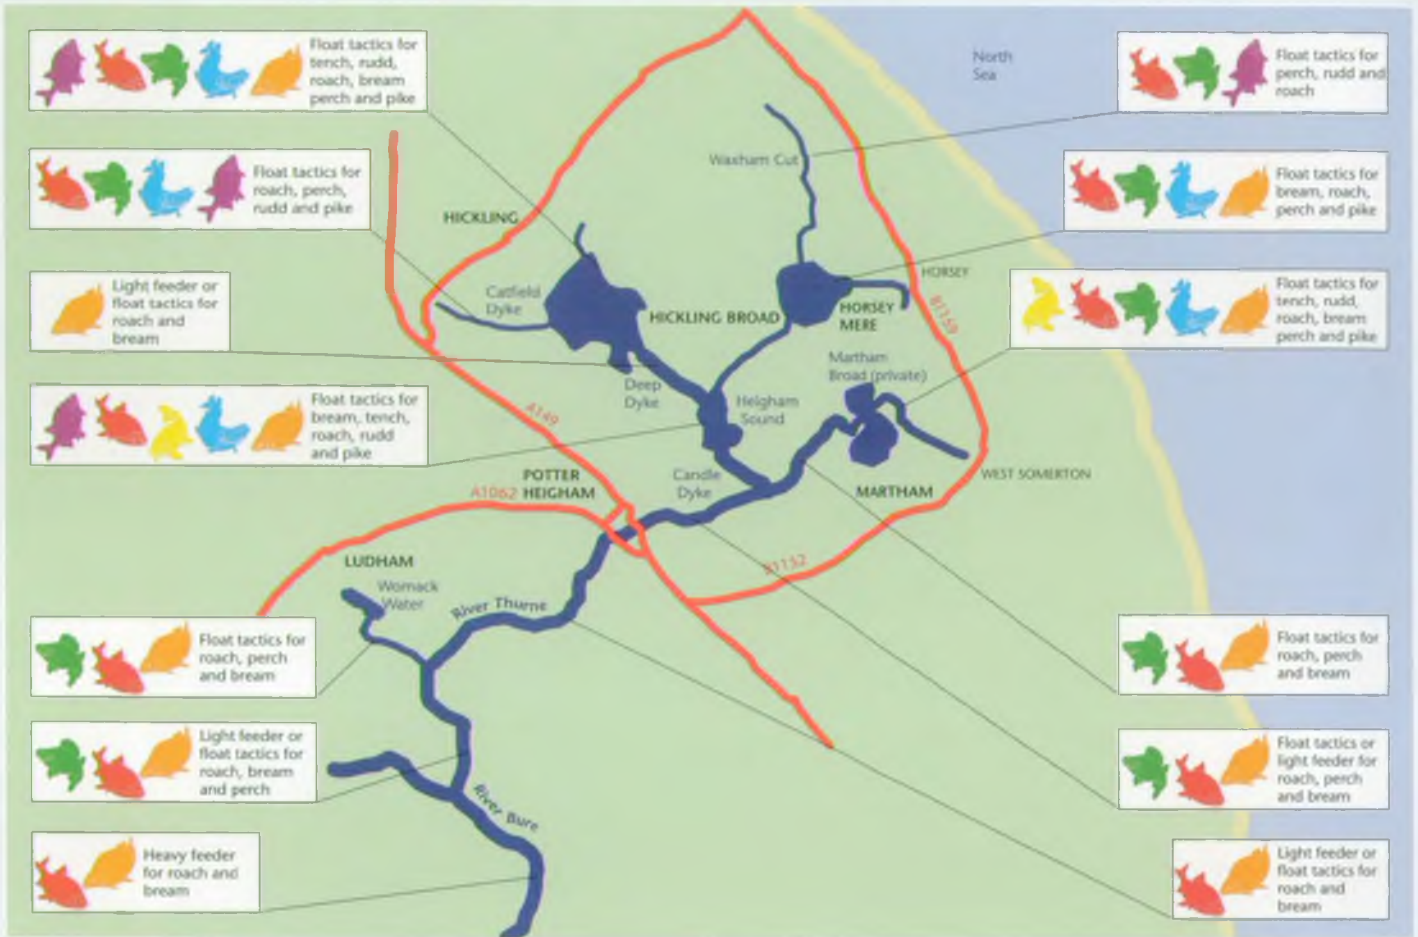 Float tactics for
tench, rudd,
roach, bream
perch and pike
Float tactics for
roach, perch,
rudd and pike
Light feeder or
float tactics for
roach and
bream
Float tactics for
bream, tench,
roach, rudd
and pike
Float tactics for
roach, perch
and bream
Light feeder or
float tactics for
roach, bream
and perch
Heavy feeder
for roach and
bream
North
Sea
Waxham Cut
HICKLING
Catfield
Dyke
HICKLING BROAD
HORSEY
MERE
HORSEY
B1159
Martham
Broad (private)
Deep
Dyke
Heigham
Sound
A149
POTTER
HEIGHAM
A1062
Candle
Dyke
MARTHAM
WEST SOMERTON
B1152
LUDHAM
Womack
Water
River Thurne
River Bure
Float tactics for
perch, rudd and
roach
Float tactics for
bream, roach,
perch and pike
Float tactics for
tench, rudd,
roach, bream
perch and pike
Float tactics for
roach, perch
and bream
Float tactics or
light feeder for
roach, perch
and bream
Light feeder or
float tactics for
roach and
bream